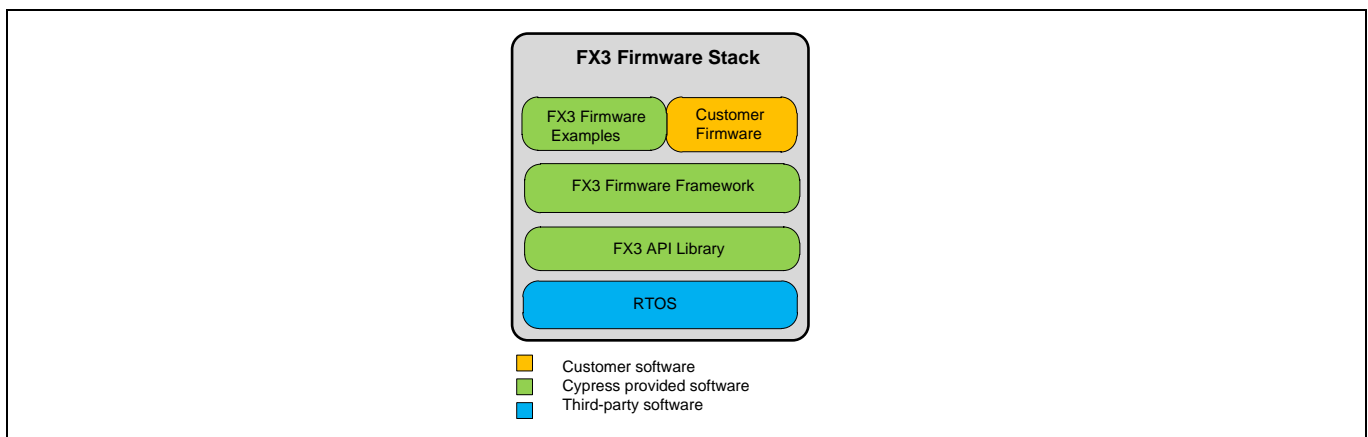 FX3 Firmware Stack
FX3 Firmware
Examples
Customer
Firmware
FX3 Firmware Framework
FX3 API Library
RTOS
Customer software
Cypress provided software
Third-party software